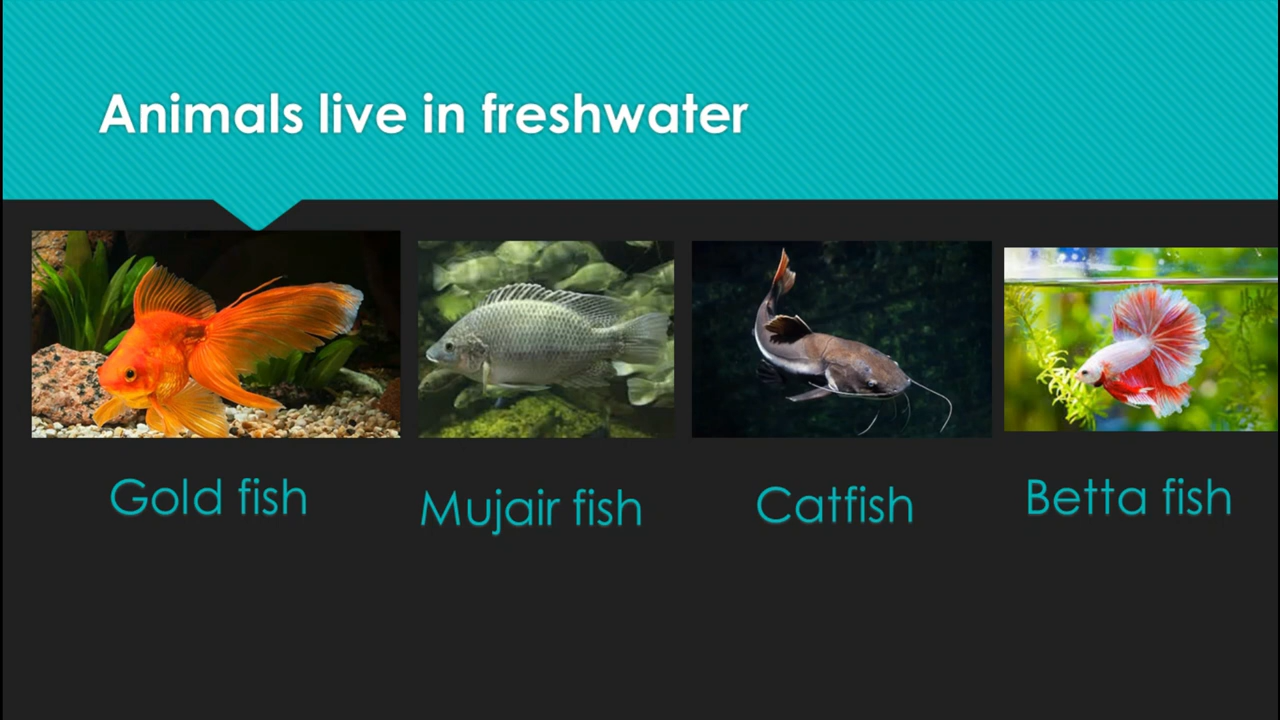 Animals live in freshwater
Gold fish
Mujair fish
Catfish
Betta fish